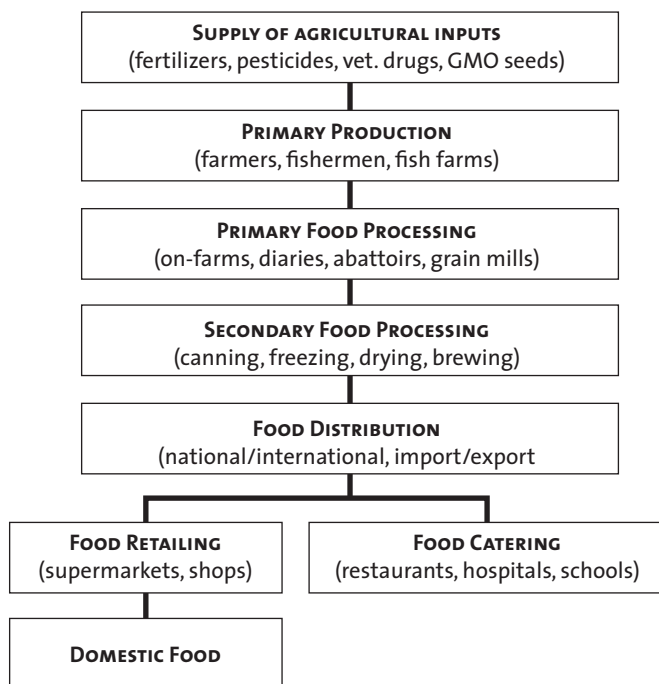 Supply of agricultural inputs
(fertilizers, pesticides, vet. drugs, GMO seeds)
Primary Production
(farmers, fishermen, fish farms)
Primary Food Processing
(on-farms, diaries, abattoirs, grain mills)
Secondary Food Processing
(canning, freezing, drying, brewing)
Food Distribution
(national/international, import/export
Food Retailing
(supermarkets, shops)
Food Catering
(restaurants, hospitals, schools)
Domestic Food